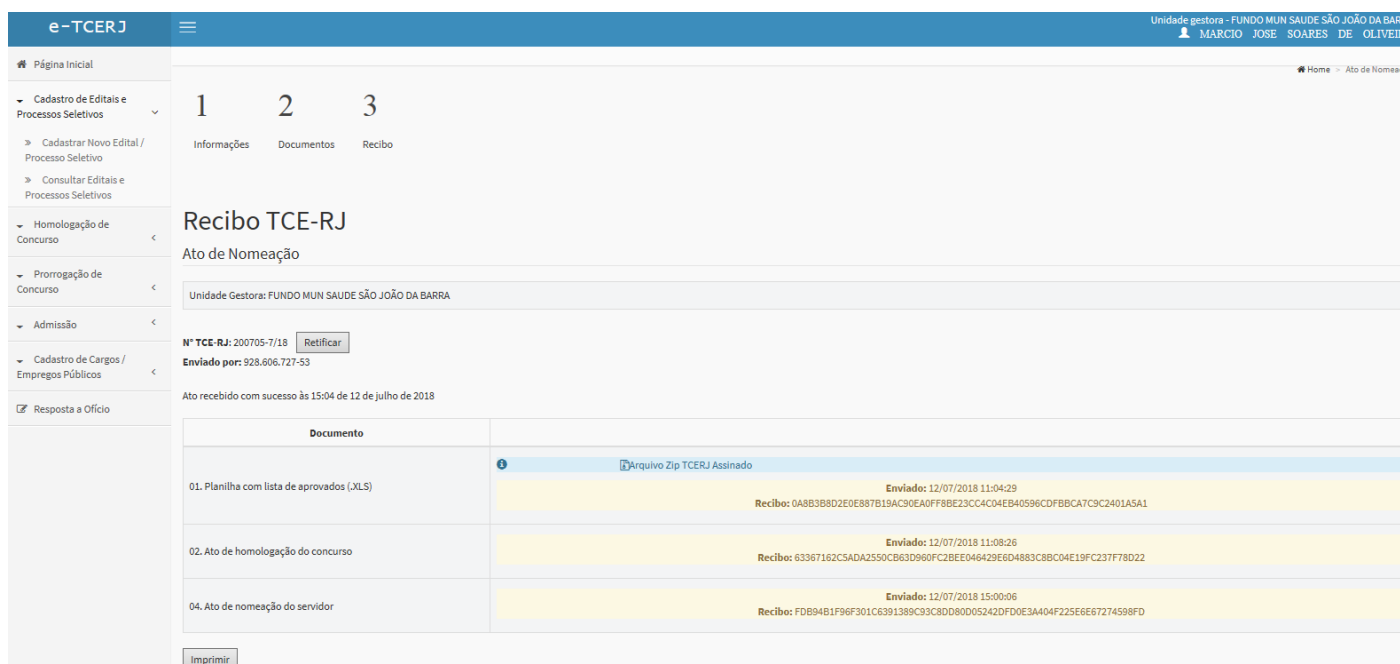 e-TCERJ
Unidade gestora - FUNDO MUN SAUDE SÃO JOÃO DA
MARCIO JOSE SOARES DE
Página Inicial
Home > Ato de
Cadastro de Editais e
Processos Seletivos
» Cadastrar Novo Edital /
Processo Seletivo
» Consultar Editais e
Processos Seletivos
Homologação de
Concurso
Prorrogação de
Concurso
Admissão
Cadastro de Cargos /
Empregos Públicos
Resposta a Ofício
1 2 3
Informações Documentos Recibo
Recibo TCE-RJ
Ato de Nomeação
Unidade Gestora: FUNDO MUN SAUDE SÃO JOÃO DA BARRA
N° TCE-RJ: 200705-7/18 Retificar
Enviado por: 928.606.727-53
Ato recebido com sucesso às 15:04 de 12 de julho de 2018
Documento
01. Planilha com lista de aprovados (.XLS)
Arquivo Zip TCERJ Assinado
Enviado: 12/07/2018 11:04:29
Recibo: 0A8B3B8D2E0E887B19AC90EA0FF8BE23CC4C04EB40596CDFBBCA7C9C2401A5A1
02. Ato de homologação do concurso
Enviado: 12/07/2018 11:08:26
Recibo: 63367162C5ADA2550CB63D960FC2BEE046429E6D4883C8BC04E19FC237F78D22
04. Ato de nomeação do servidor
Enviado: 12/07/2018 15:00:06
Recibo: FDB94B1F96F301C6391389C93C8DD80D05242DFD0E3A404F225E6E67274598FD
Imprimir